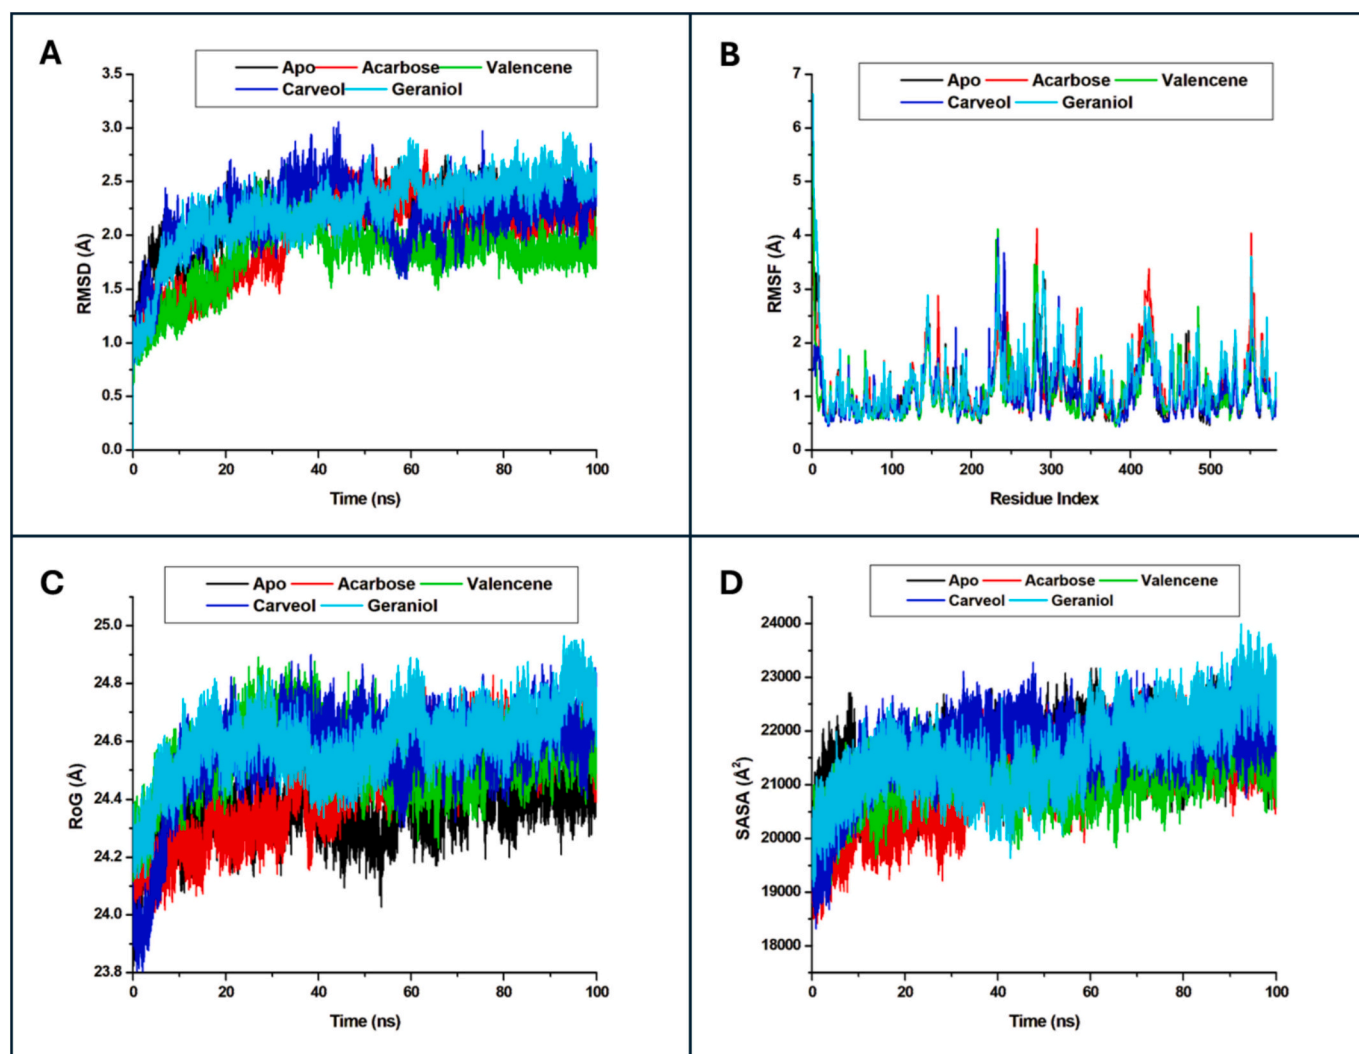 A
Apo Acarbose Valencene
Carveol Geraniol
3.5
3.0
2.5
2.0
1.5
1.0
0.5
0.0
RMSD (Å)
0 20 40 60 80 100
Time (ns)
B
Apo Acarbose Valencene
Carveol Geraniol
7
6
5
4
3
2
1
0
RMSF (Å)
0 100 200 300 400 500
Residue Index
C
Apo Acarbose Valencene
Carveol Geraniol
25.0
24.8
24.6
24.4
24.2
24.0
23.8
RoG (Å)
0 20 40 60 80 100
Time (ns)
D
Apo Acarbose Valencene
Carveol Geraniol
24000
23000
22000
21000
20000
19000
18000
SASA (Å²)
0 20 40 60 80 100
Time (ns)